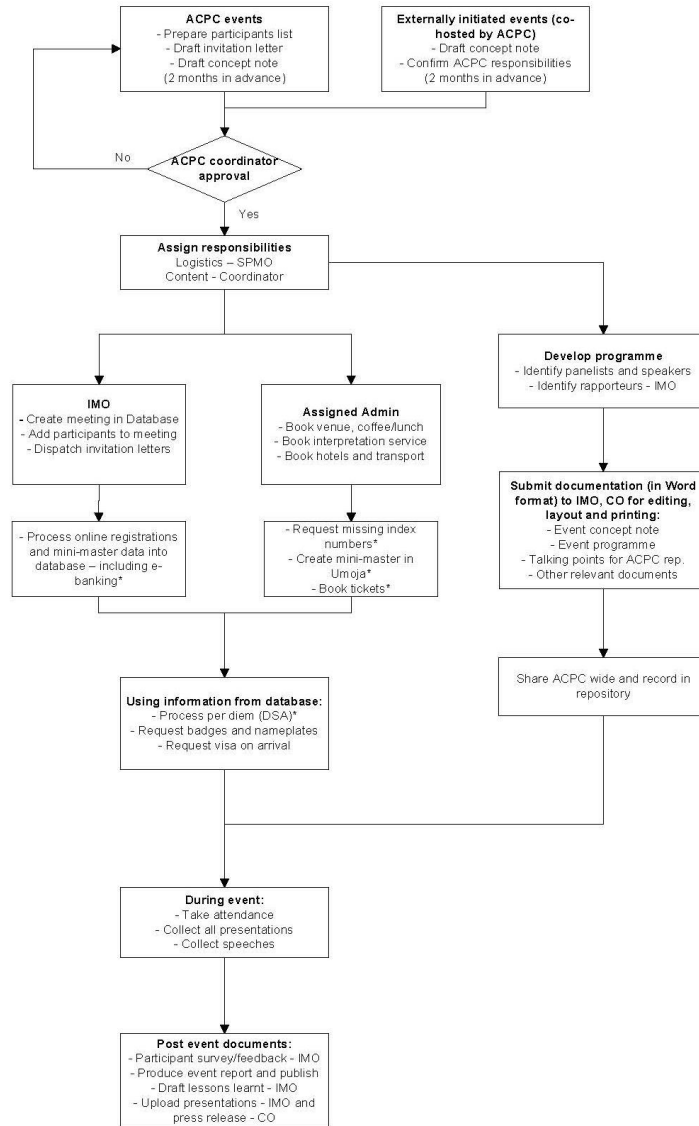 ACPC events
- Prepare participants list
- Draft invitation letter
- Draft concept note
(2 months in advance)
Externally initiated events (co-
hosted by ACPC)
- Draft concept note
- Confirm ACPC responsibilities
(2 months in advance)
No
ACPC coordinator
approval
Yes
Assign responsibilities
Logistics – SPMO
Content - Coordinator
IMO
- Create meeting in Database
- Add participants to meeting
- Dispatch invitation letters
Assigned Admin
- Book venue, coffee/lunch
- Book interpretation service
- Book hotels and transport
Develop programme
- Identify panelists and speakers
- Identify rapporteurs - IMO
- Process online registrations
and mini-master data into
database – including e-
banking*
- Request missing index
numbers*
- Create mini-master in
Umoja*
- Book tickets*
Submit documentation (in Word
format) to IMO, CO for editing,
layout and printing:
- Event concept note
- Event programme
- Talking points for ACPC rep.
- Other relevant documents
Using information from database:
- Process per diem (DSA)*
- Request badges and nameplates
- Request visa on arrival
Share ACPC wide and record in
repository
During event:
- Take attendance
- Collect all presentations
- Collect speeches
Post event documents:
- Participant survey/feedback - IMO
- Produce event report and publish
- Draft lessons learnt - IMO
- Upload presentations - IMO and
press release - CO